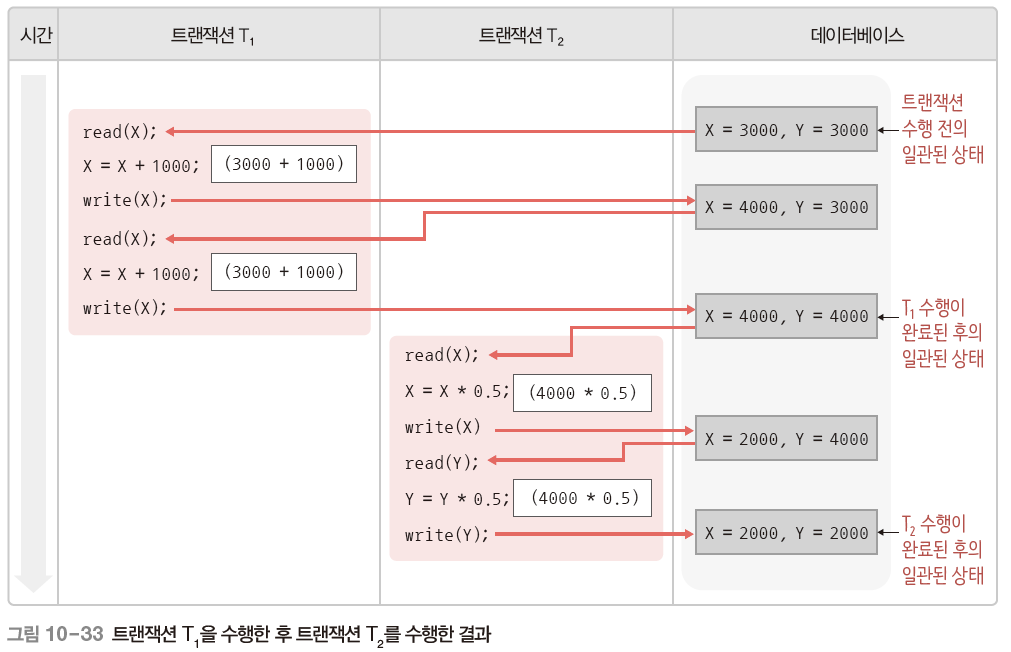 시간 트랜잭션 T1 트랜잭션 T2 데이터베이스
read(X);
X = X + 1000; (3000 + 1000)
write(X);
read(X);
X = X + 1000; (3000 + 1000)
write(X);
read(X);
X = X * 0.5; (4000 * 0.5)
write(X)
read(Y);
Y = Y * 0.5; (4000 * 0.5)
write(Y);
X = 3000, Y = 3000
X = 4000, Y = 3000
X = 4000, Y = 4000
X = 2000, Y = 4000
X = 2000, Y = 2000
트랜잭션
수행 전의
일관된 상태
T1 수행이
완료된 후의
일관된 상태
T2 수행이
완료된 후의
일관된 상태
그림 10-33 트랜잭션 T1을 수행한 후 트랜잭션 T2를 수행한 결과